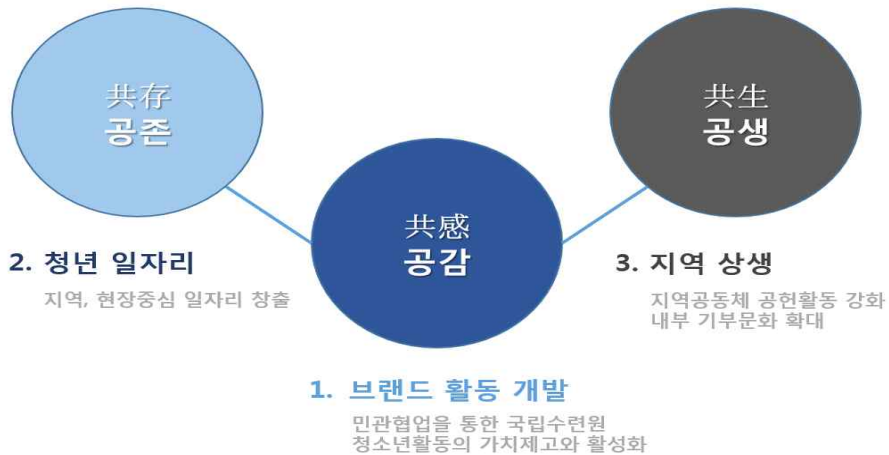 共存
공존
共生
공생
共感
공감
2. 청년 일자리
지역, 현장중심 일자리 창출
3. 지역 상생
지역공동체 공헌활동 강화
내부 기부문화 확대
1. 브랜드 활동 개발
민관협업을 통한 국립수련원
청소년활동의 가치제고와 활성화